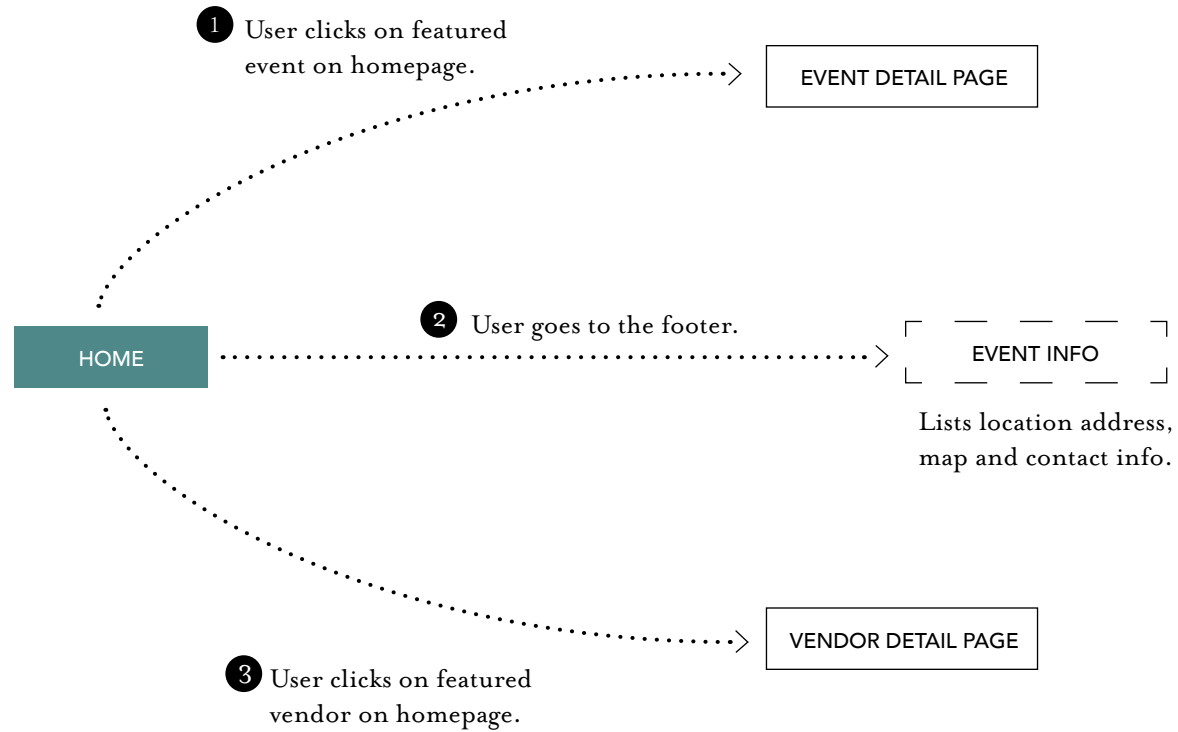 1 User clicks on featured
event on homepage.
EVENT DETAIL PAGE
HOME
2 User goes to the footer.
EVENT INFO
Lists location address,
map and contact info.
VENDOR DETAIL PAGE
3 User clicks on featured
vendor on homepage.